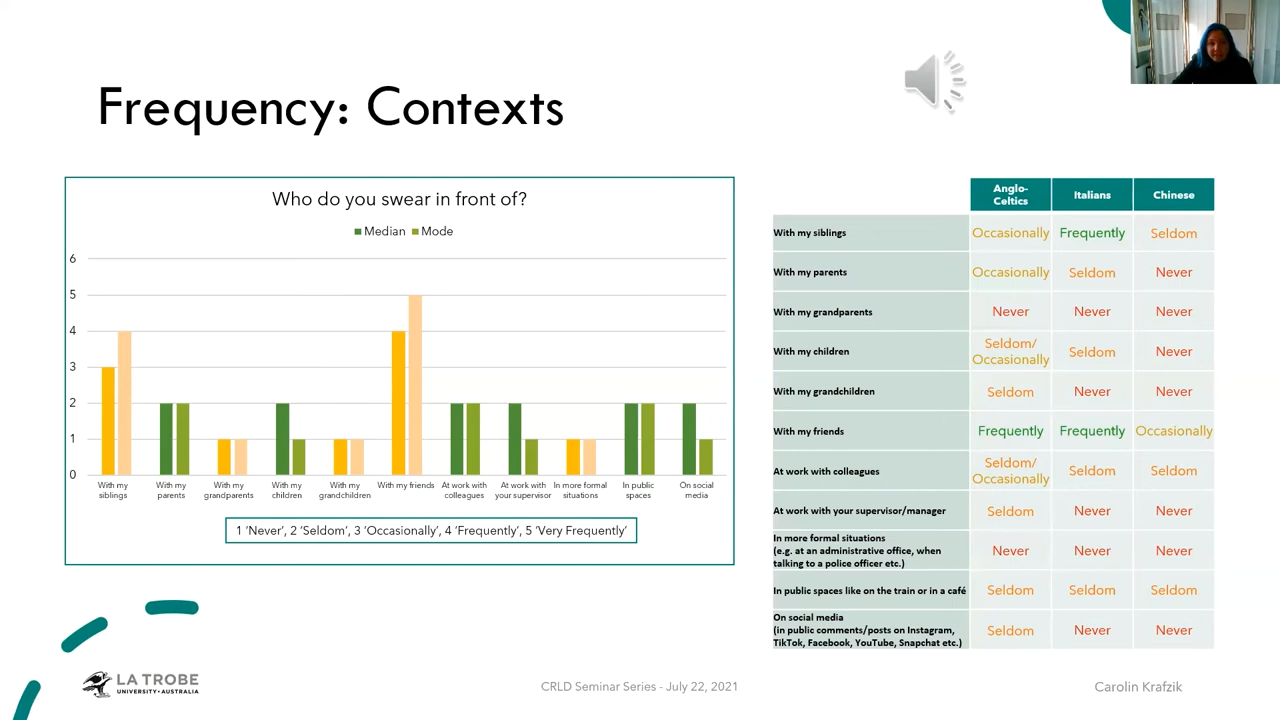 Frequency: Contexts
Who do you swear in front of?
Median Mode
6
5
4
3
2
1
0
With my siblings
With my parents
With my grandparents
With my children
With my grandchildren
With my friends
At work with colleagues
At work with your supervisor
In more formal situations
In public spaces
On social media
1 ‘Never’, 2 ‘Seldom’, 3 ‘Occasionally’, 4 ‘Frequently’, 5 ‘Very Frequently’
Anglo-Celtics Italians Chinese
With my siblings Occasionally Frequently Seldom
With my parents Occasionally Seldom Never
With my grandparents Never Never Never
With my children Seldom/ Occasionally Seldom Never
With my grandchildren Seldom Never Never
With my friends Frequently Frequently Occasionally
At work with colleagues Seldom/ Occasionally Seldom Seldom
At work with your supervisor/manager Seldom Never Never
In more formal situations
(e.g. at an administrative office, when
talking to a police officer etc.) Never Never Never
In public spaces like on the train or in a café Seldom Seldom Seldom
On social media
(in public comments/posts on Instagram,
TikTok, Facebook, YouTube, Snapchat etc.) Seldom Never Never
LA TROBE
UNIVERSITY • AUSTRALIA
CRLD Seminar Series - July 22, 2021
Carolin Krafzik